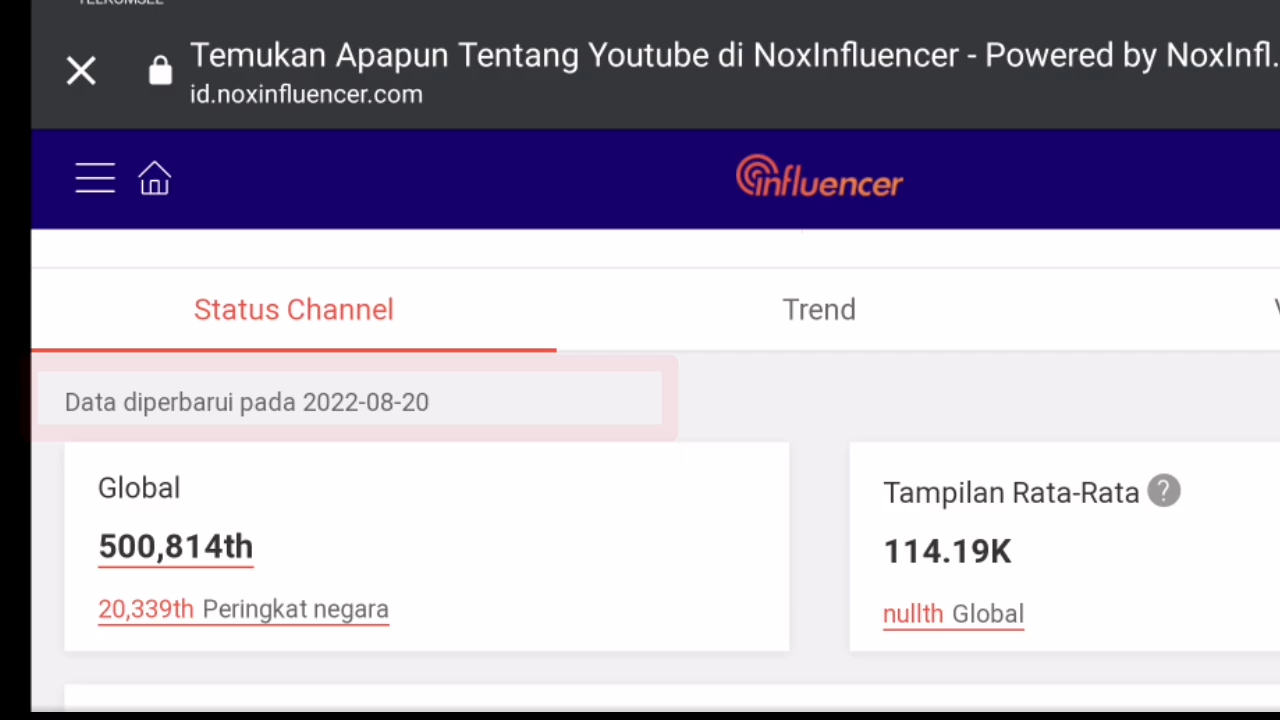 Temukan Apapun Tentang Youtube di NoxInfluencer - Powered by NoxInfl.
id.noxinfluencer.com
influencer
Status Channel
Trend
Data diperbarui pada 2022-08-20
Global
500,814th
20,339th Peringkat negara
Tampilan Rata-Rata ?
114.19K
nullth Global